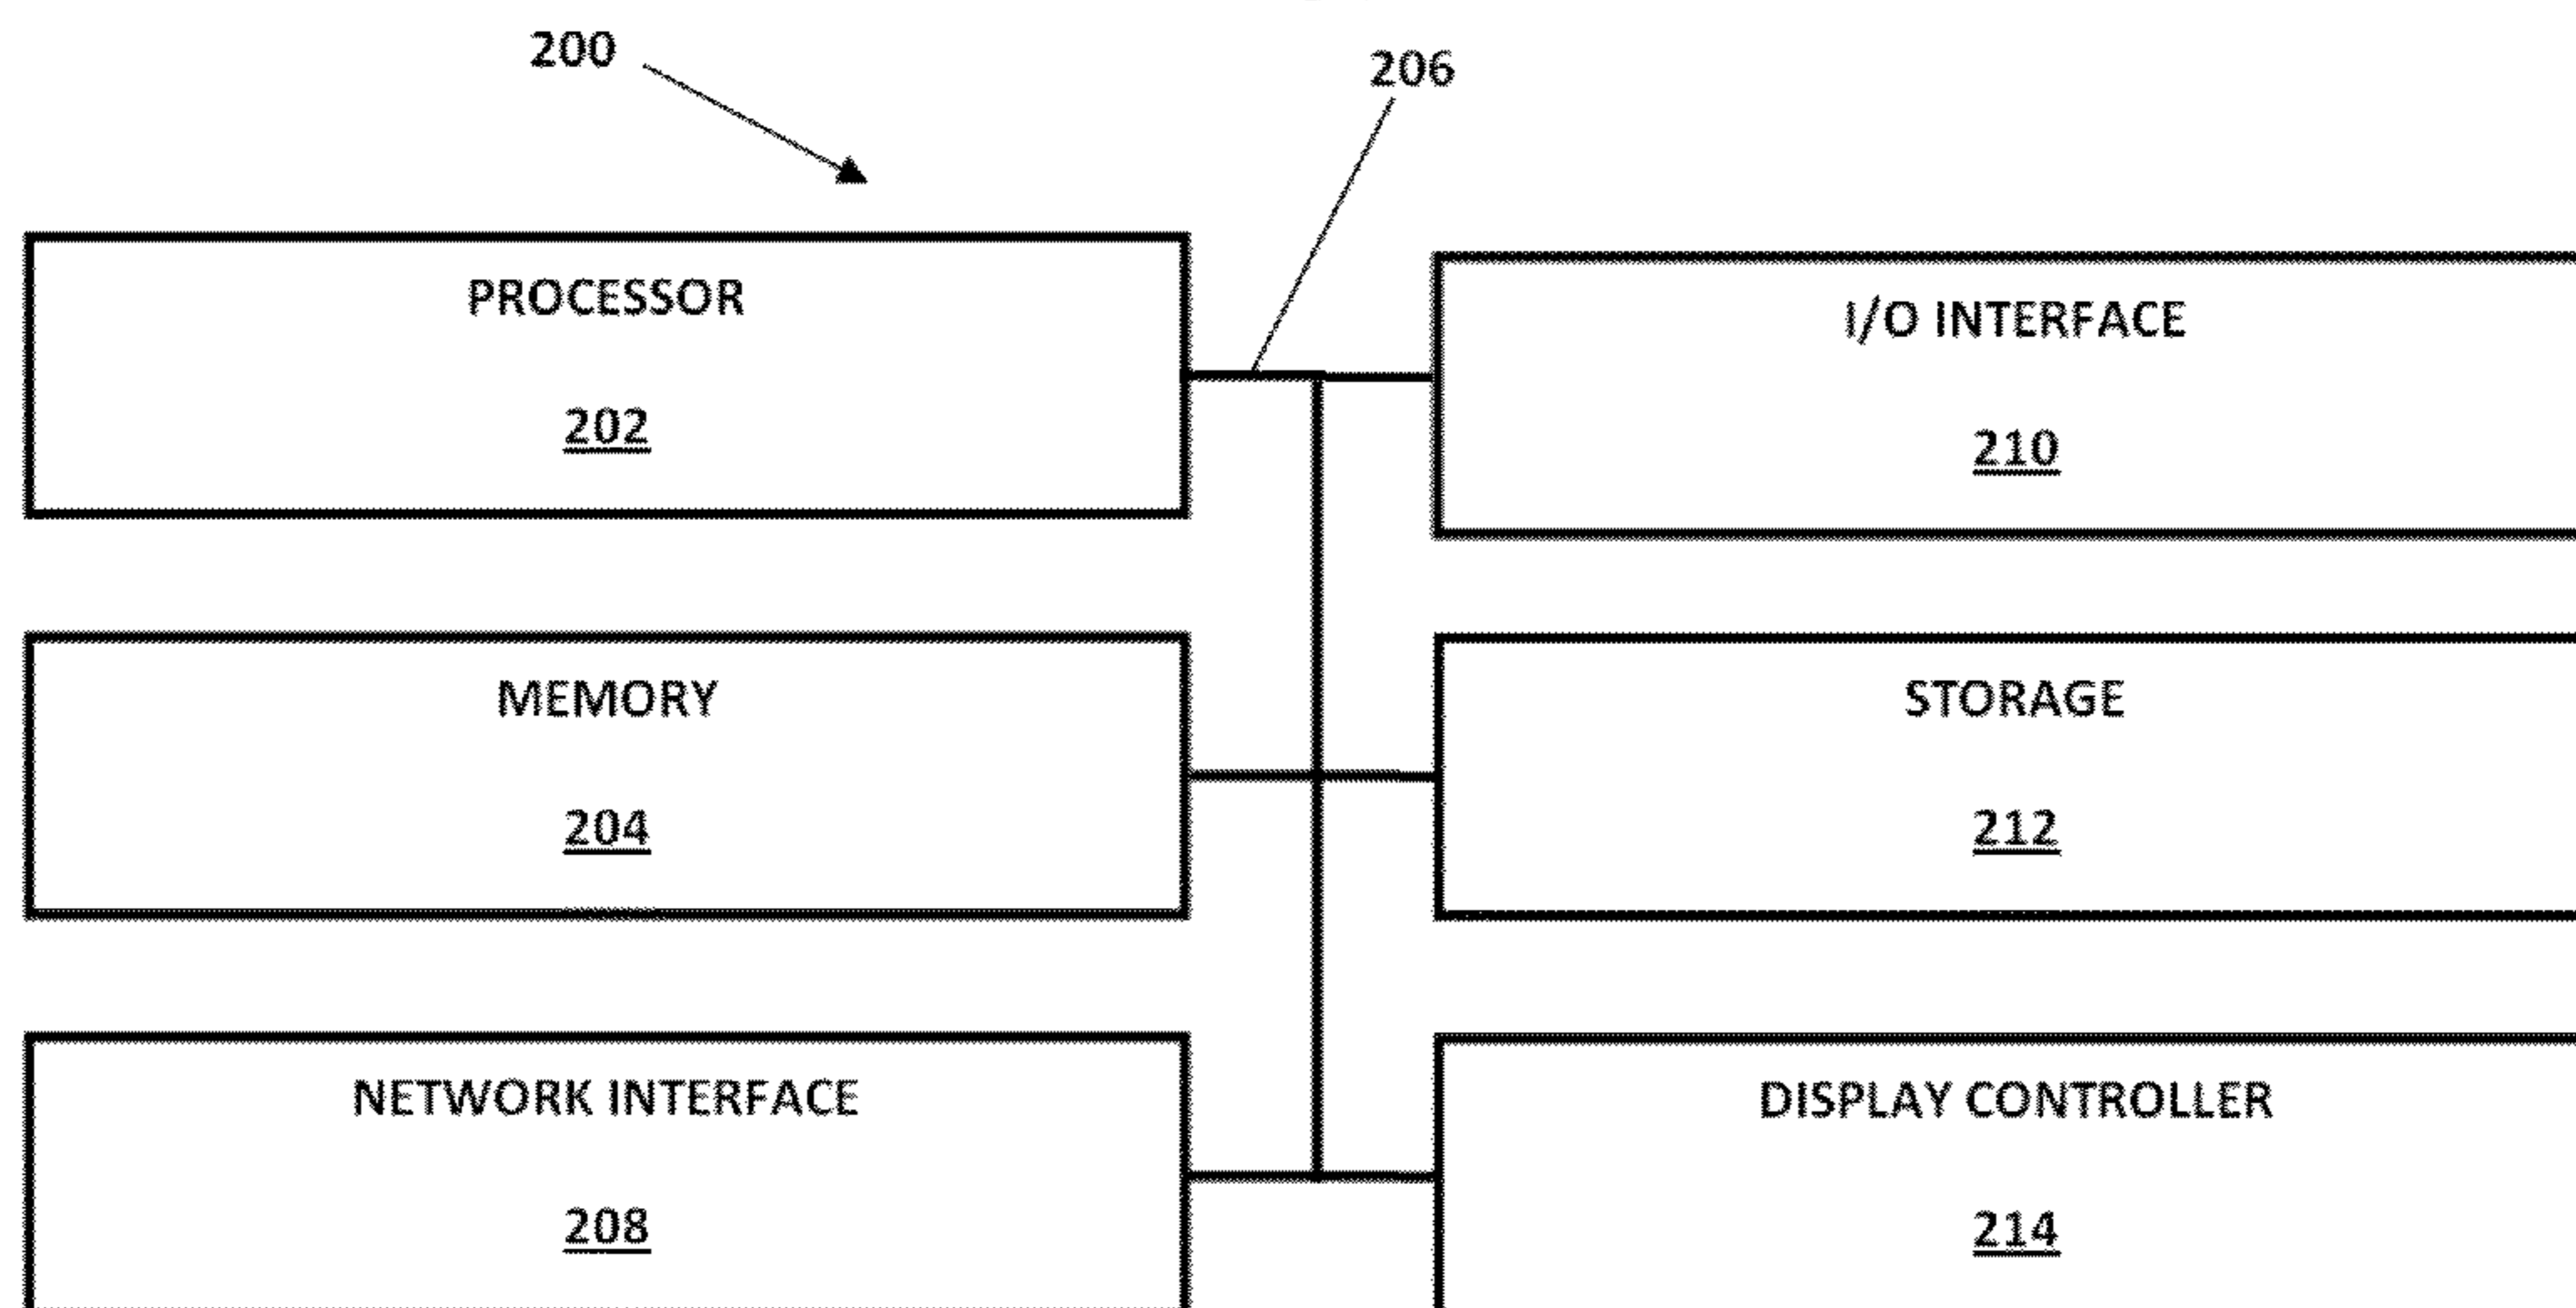 200
206
PROCESSOR
202
I/O INTERFACE
210
MEMORY
204
STORAGE
212
NETWORK INTERFACE
208
DISPLAY CONTROLLER
214